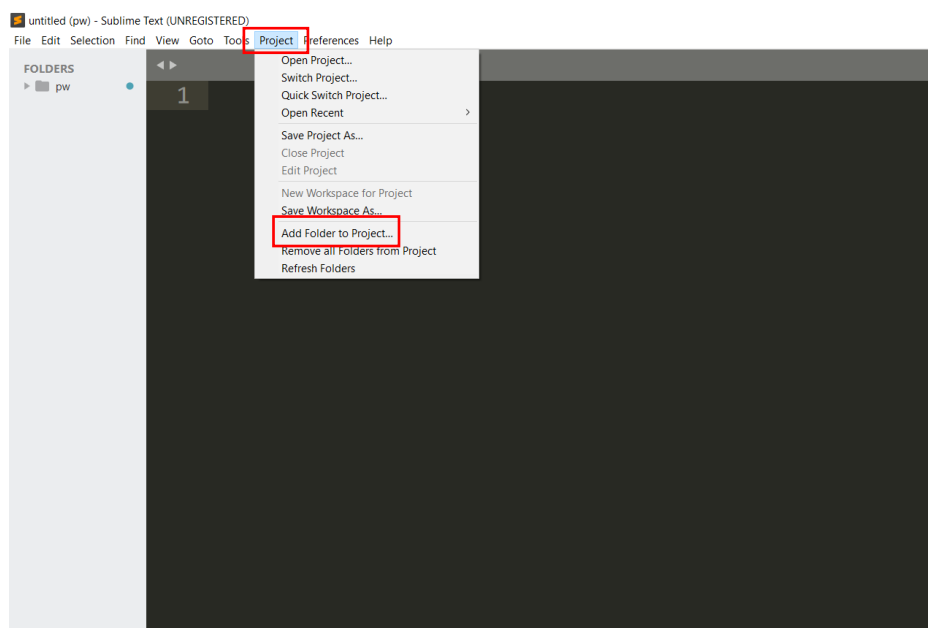 untitled (pw) - Sublime Text (UNREGISTERED)
File Edit Selection Find View Goto Tools Project Preferences Help
FOLDERS
pw
1
Open Project...
Switch Project...
Quick Switch Project...
Open Recent
Save Project As...
Close Project
Edit Project
New Workspace for Project
Save Workspace As...
Add Folder to Project...
Remove all Folders from Project
Refresh Folders